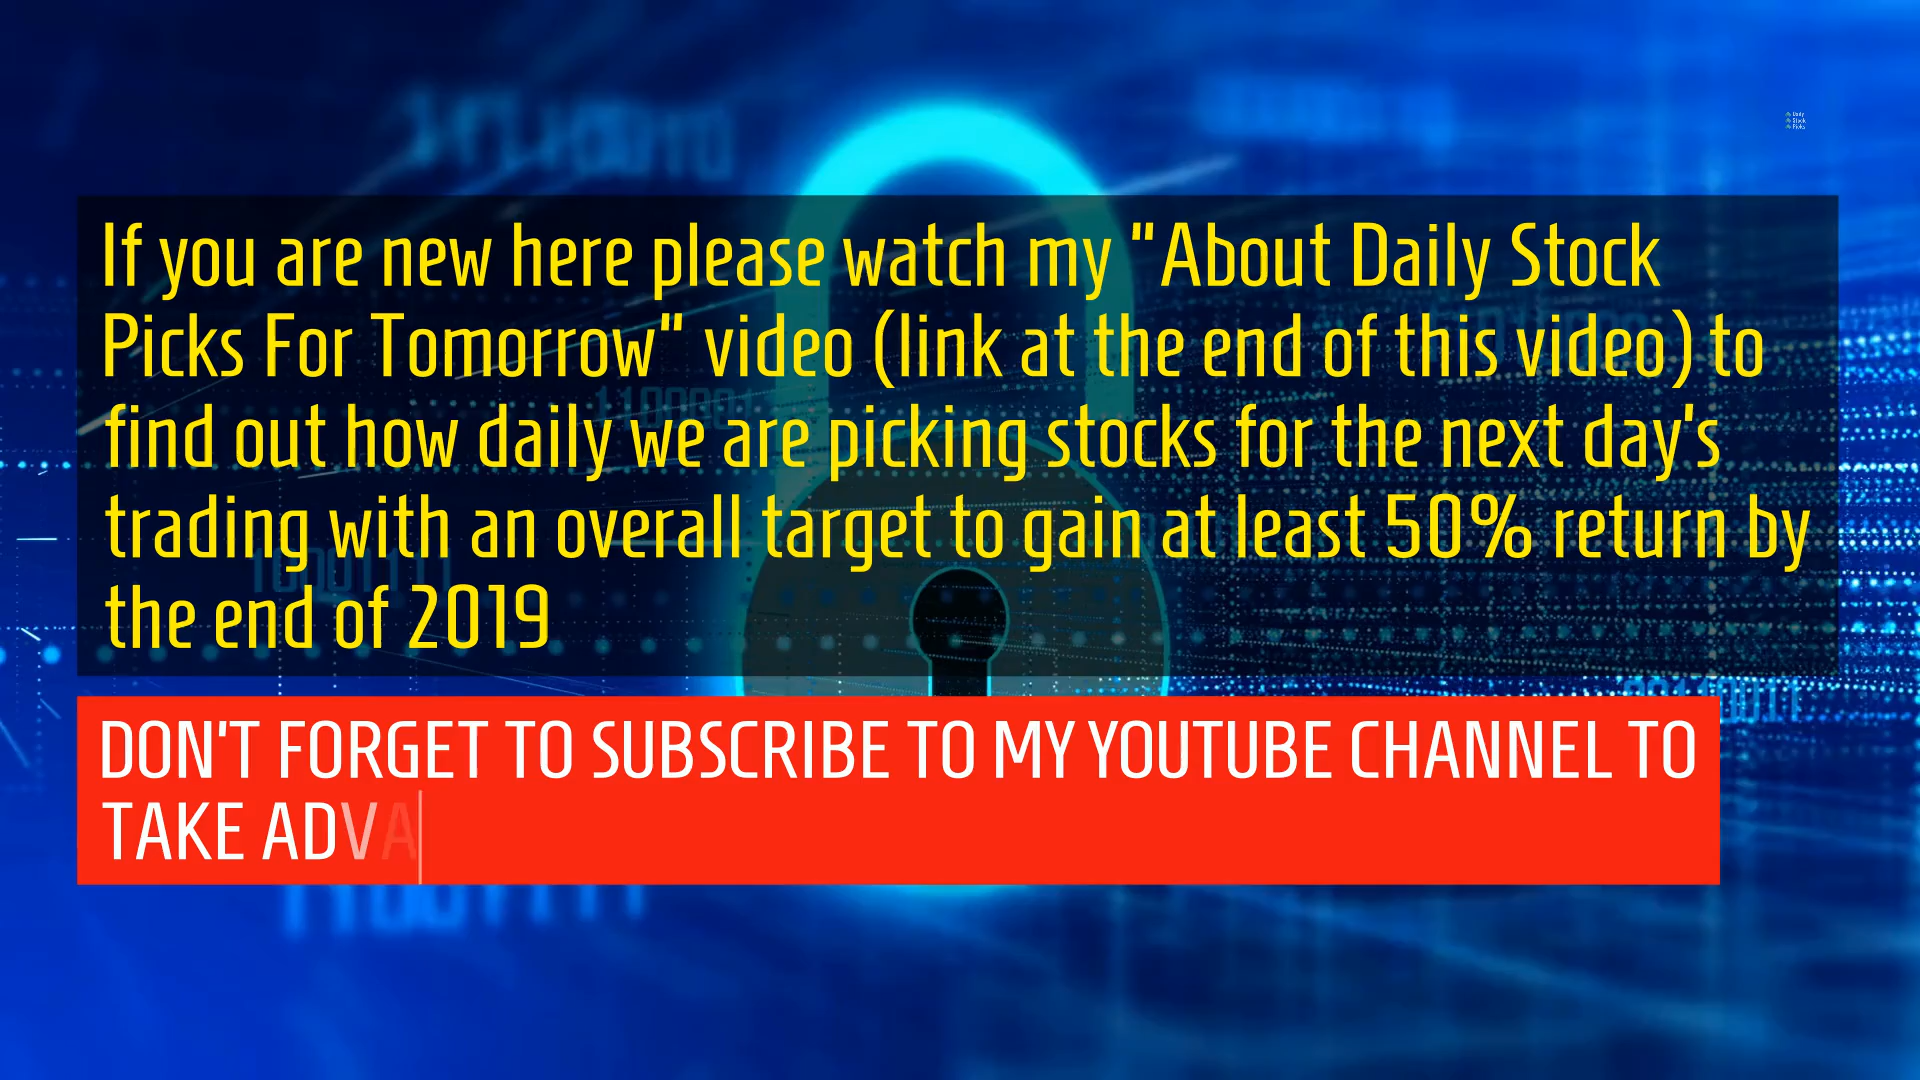 Daily
Stock
Picks
If you are new here please watch my "About Daily Stock
Picks For Tomorrow" video (link at the end of this video) to
find out how daily we are picking stocks for the next day's
trading with an overall target to gain at least 50% return by
the end of 2019
DON'T FORGET TO SUBSCRIBE TO MY YOUTUBE CHANNEL TO
TAKE ADVA